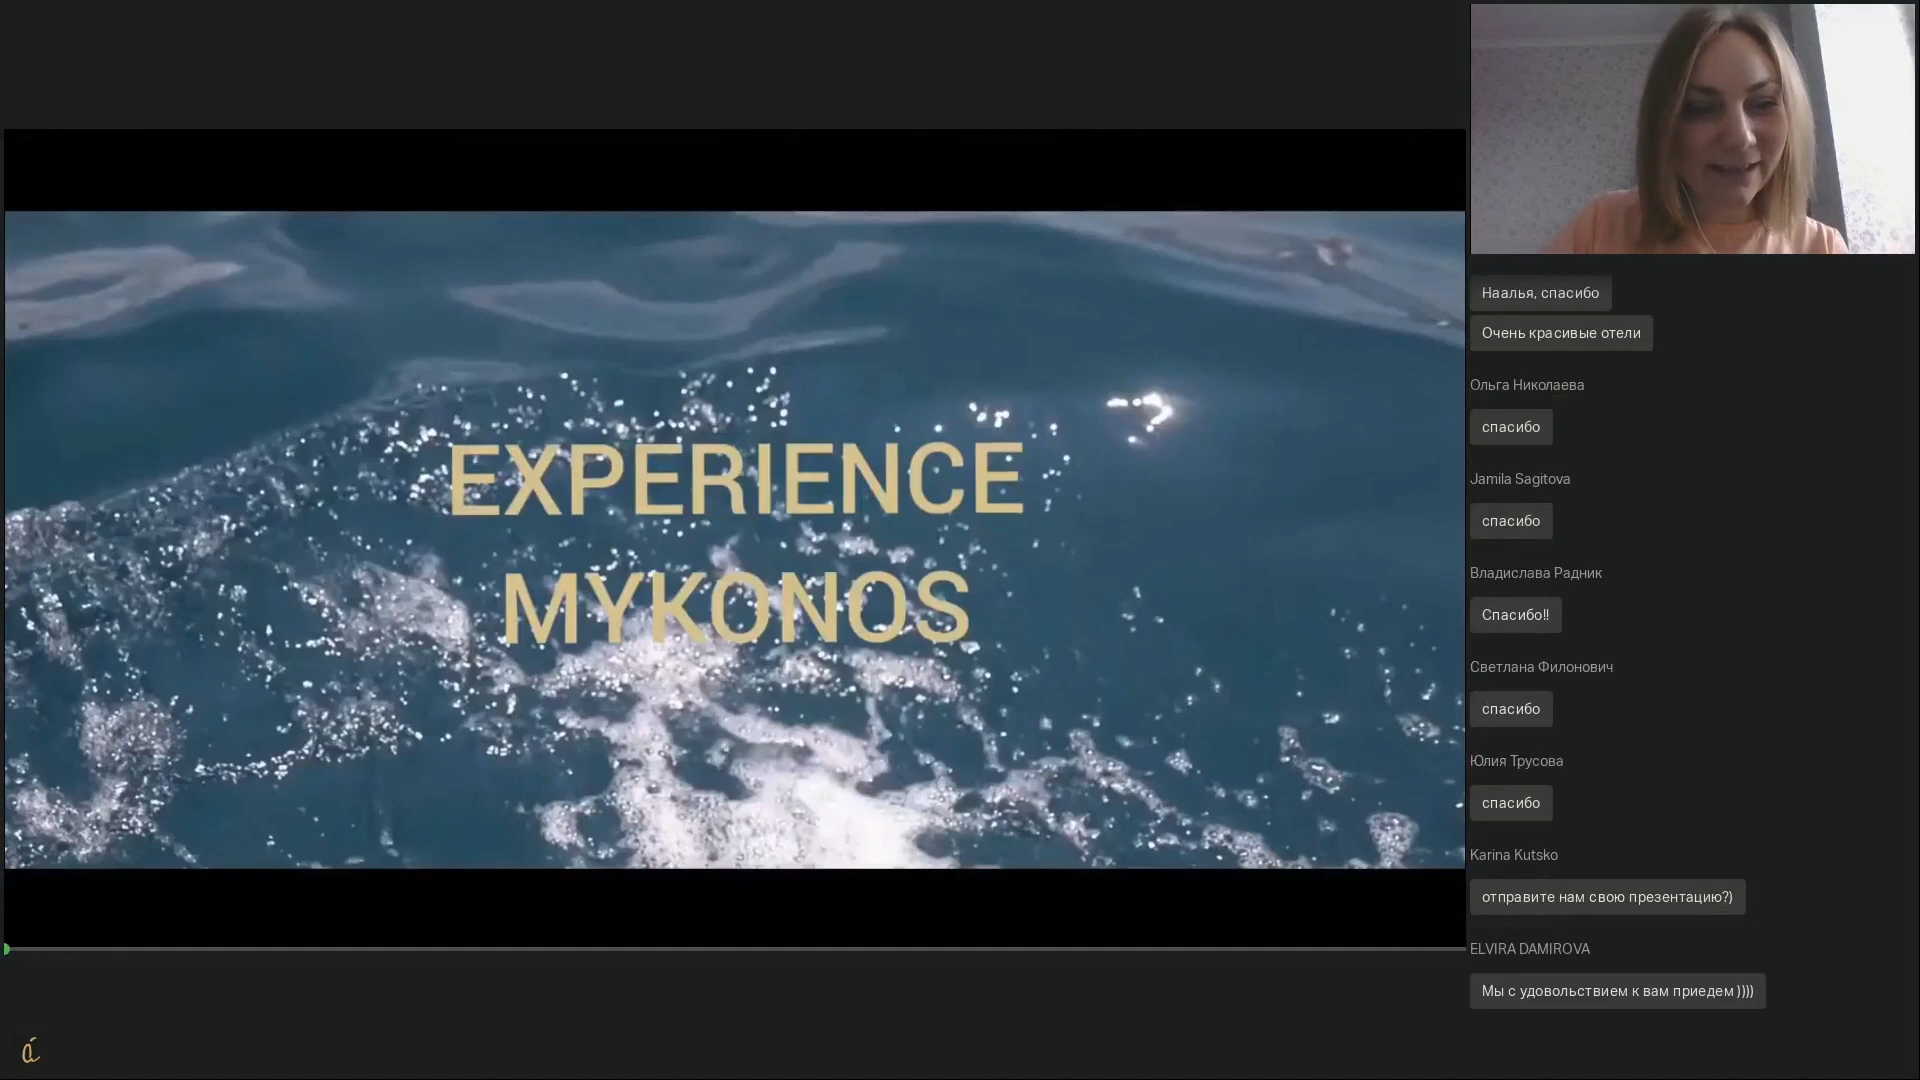 EXPERIENCE
MYKONOS
Наалья, спасибо
Очень красивые отели
Ольга Николаева
спасибо
Jamila Sagitova
спасибо
Владислава Радник
Спасибо!!
Светлана Филонович
спасибо
Юлия Трусова
спасибо
Karina Kutsko
отправите нам свою презентацию?)
ELVIRA DAMIROVA
Мы с удовольствием к вам приедем ))))
á